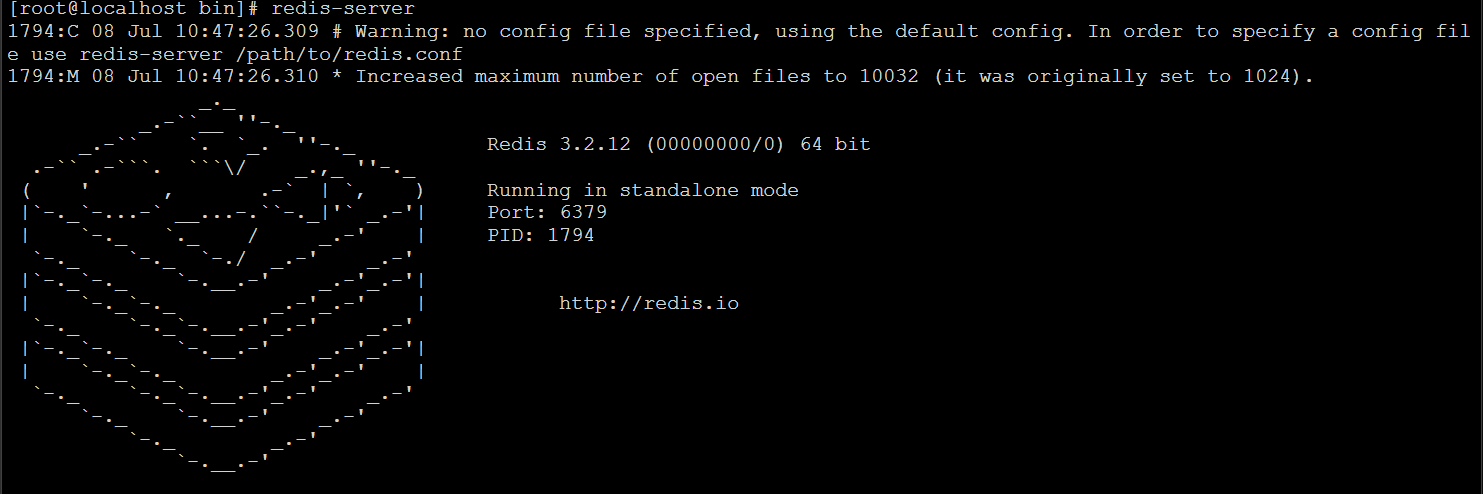 [root@localhost bin]# redis-server
1794:C 08 Jul 10:47:26.309 # Warning: no config file specified, using the default config. In order to specify a config fil
e use redis-server /path/to/redis.conf
1794:M 08 Jul 10:47:26.310 * Increased maximum number of open files to 10032 (it was originally set to 1024).
Redis 3.2.12 (00000000/0) 64 bit
Running in standalone mode
Port: 6379
PID: 1794
http://redis.io